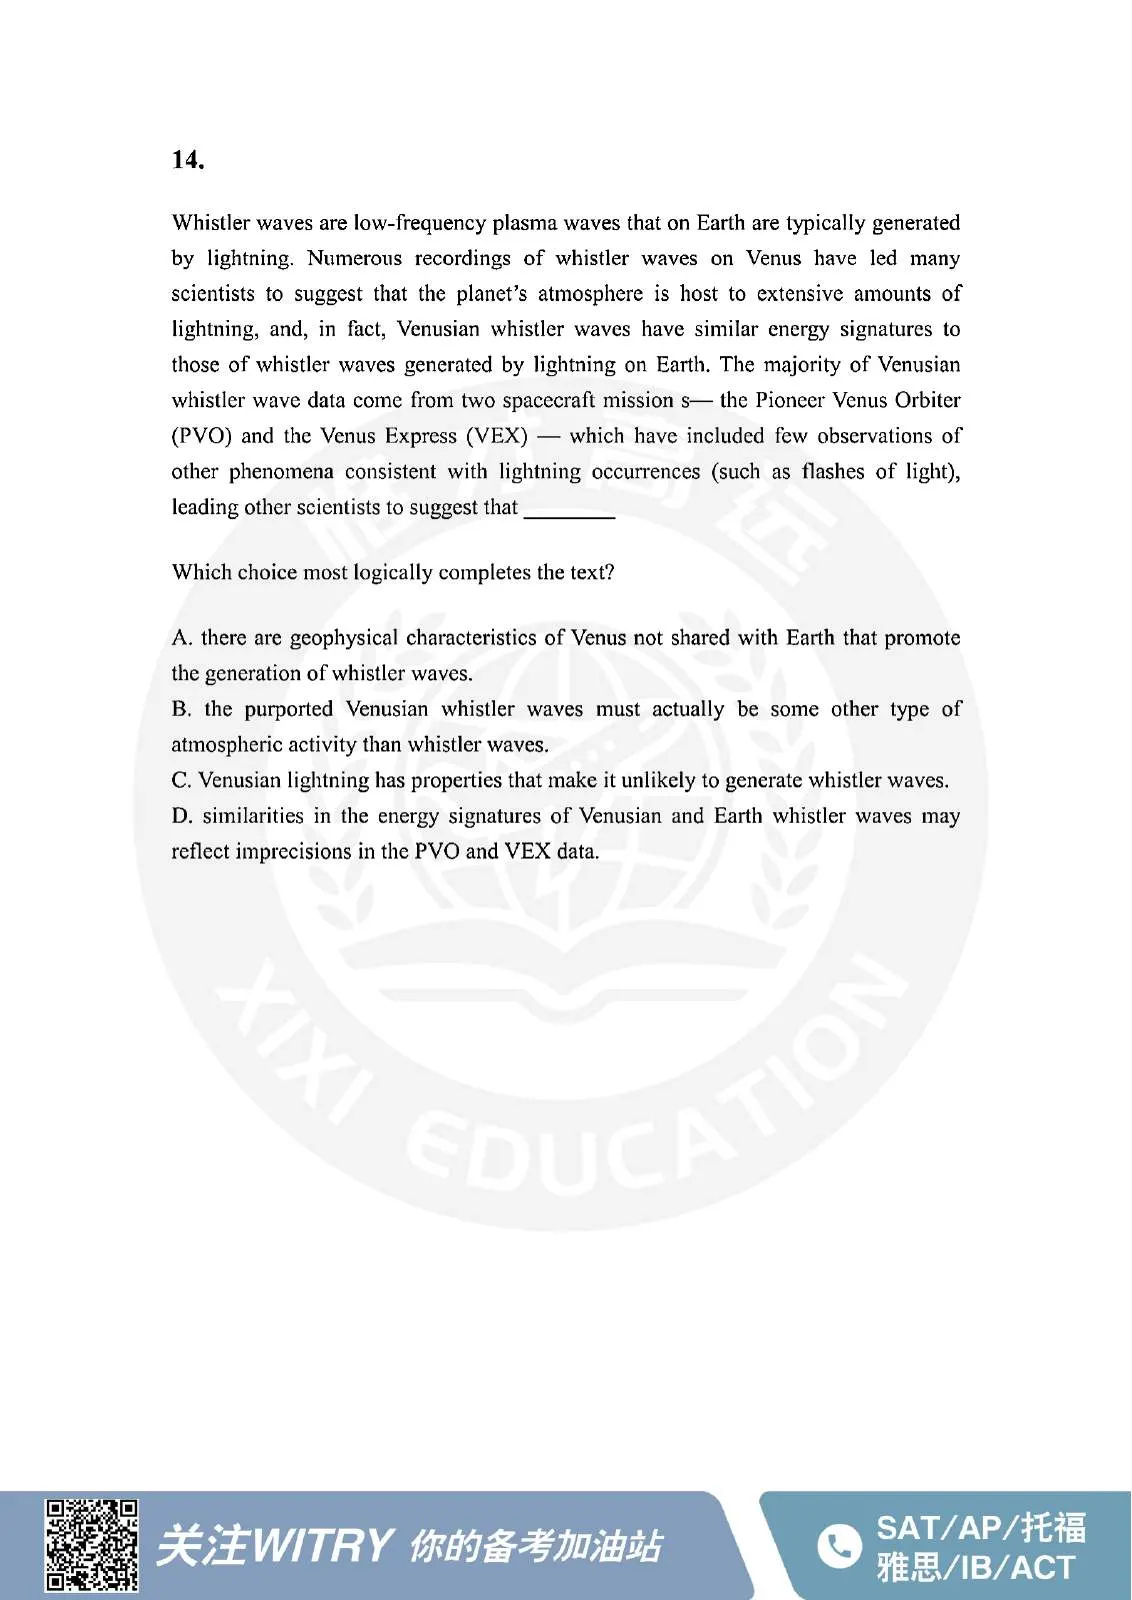 14.
Whistler waves are low-frequency plasma waves that on Earth are typically generated
by lightning. Numerous recordings of whistler waves on Venus have led many
scientists to suggest that the planet's atmosphere is host to extensive amounts of
lightning, and, in fact, Venusian whistler waves have similar energy signatures to
those of whistler waves generated by lightning on Earth. The majority of Venusian
whistler wave data come from two spacecraft mission s— the Pioneer Venus Orbiter
(PVO) and the Venus Express (VEX) — which have included few observations of
other phenomena consistent with lightning occurrences (such as flashes of light),
leading other scientists to suggest that ________
Which choice most logically completes the text?
A. there are geophysical characteristics of Venus not shared with Earth that promote
the generation of whistler waves.
B. the purported Venusian whistler waves must actually be some other type of
atmospheric activity than whistler waves.
C. Venusian lightning has properties that make it unlikely to generate whistler waves.
D. similarities in the energy signatures of Venusian and Earth whistler waves may
reflect imprecisions in the PVO and VEX data.
XIXI EDUCATION
关注WITRY 你的备考加油站
SAT/AP/托福
雅思/IB/ACT